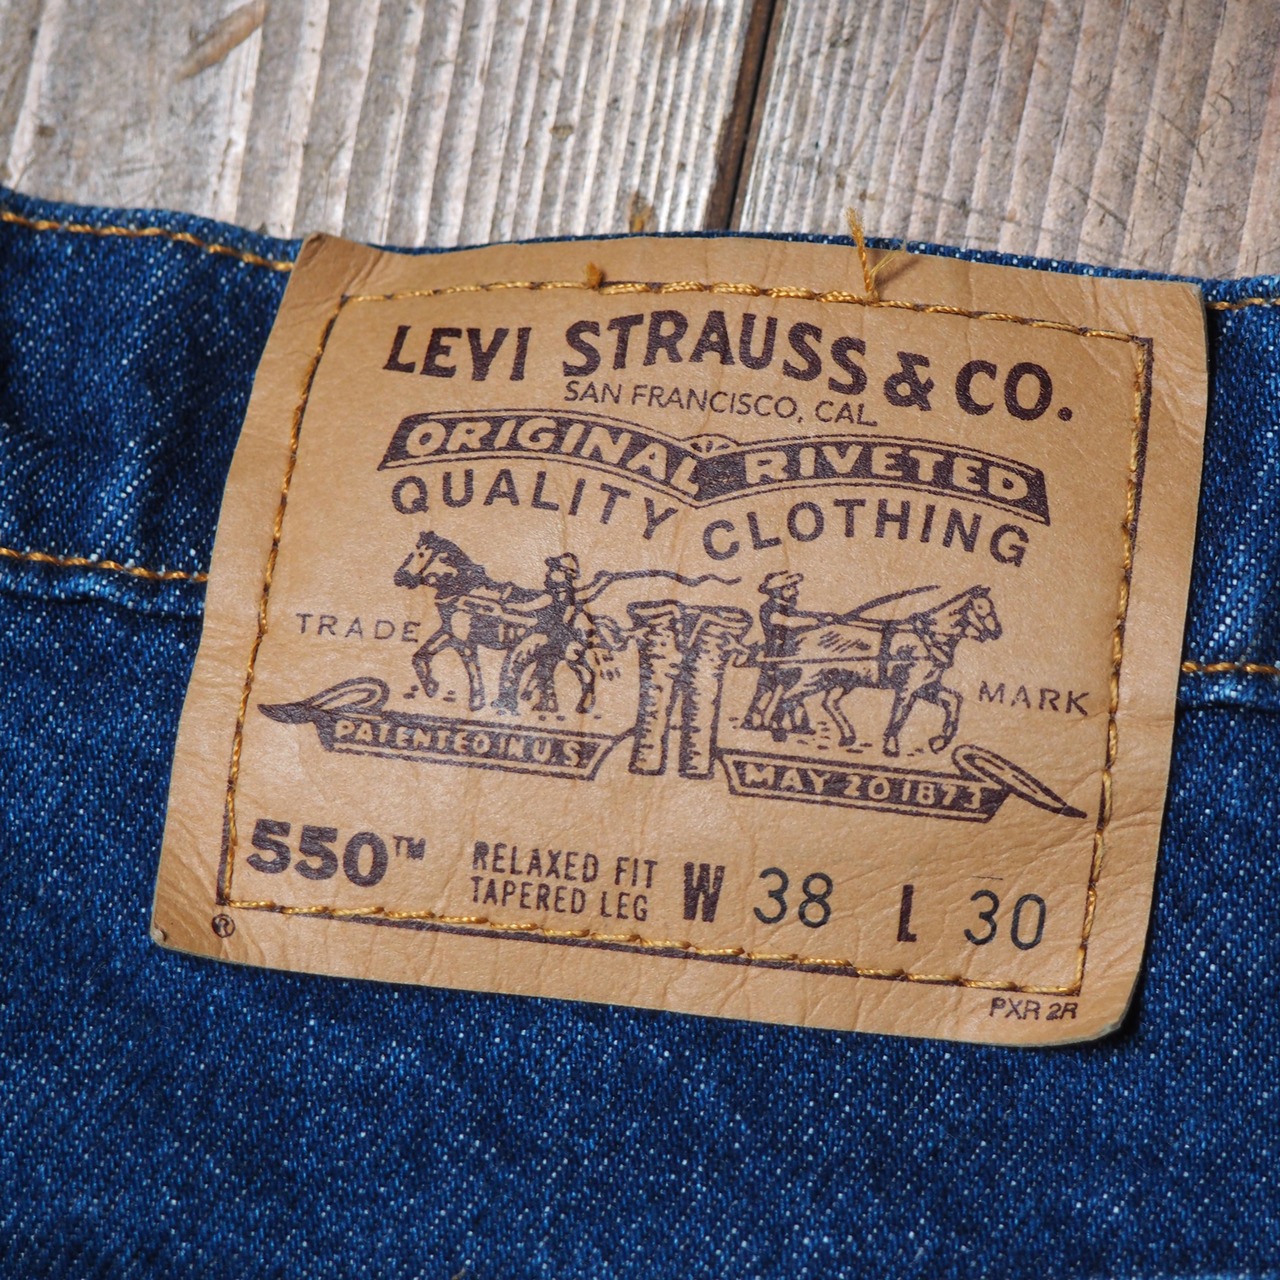 LEVI STRAUSS & CO.
SAN FRANCISCO, CAL.
ORIGINAL RIVETED
QUALITY CLOTHING
TRADE MARK
PATENTED IN U.S.
MAY 20 1873
550™ RELAXED FIT W 38 L 30
TAPERED LEG
®
PXR 2R